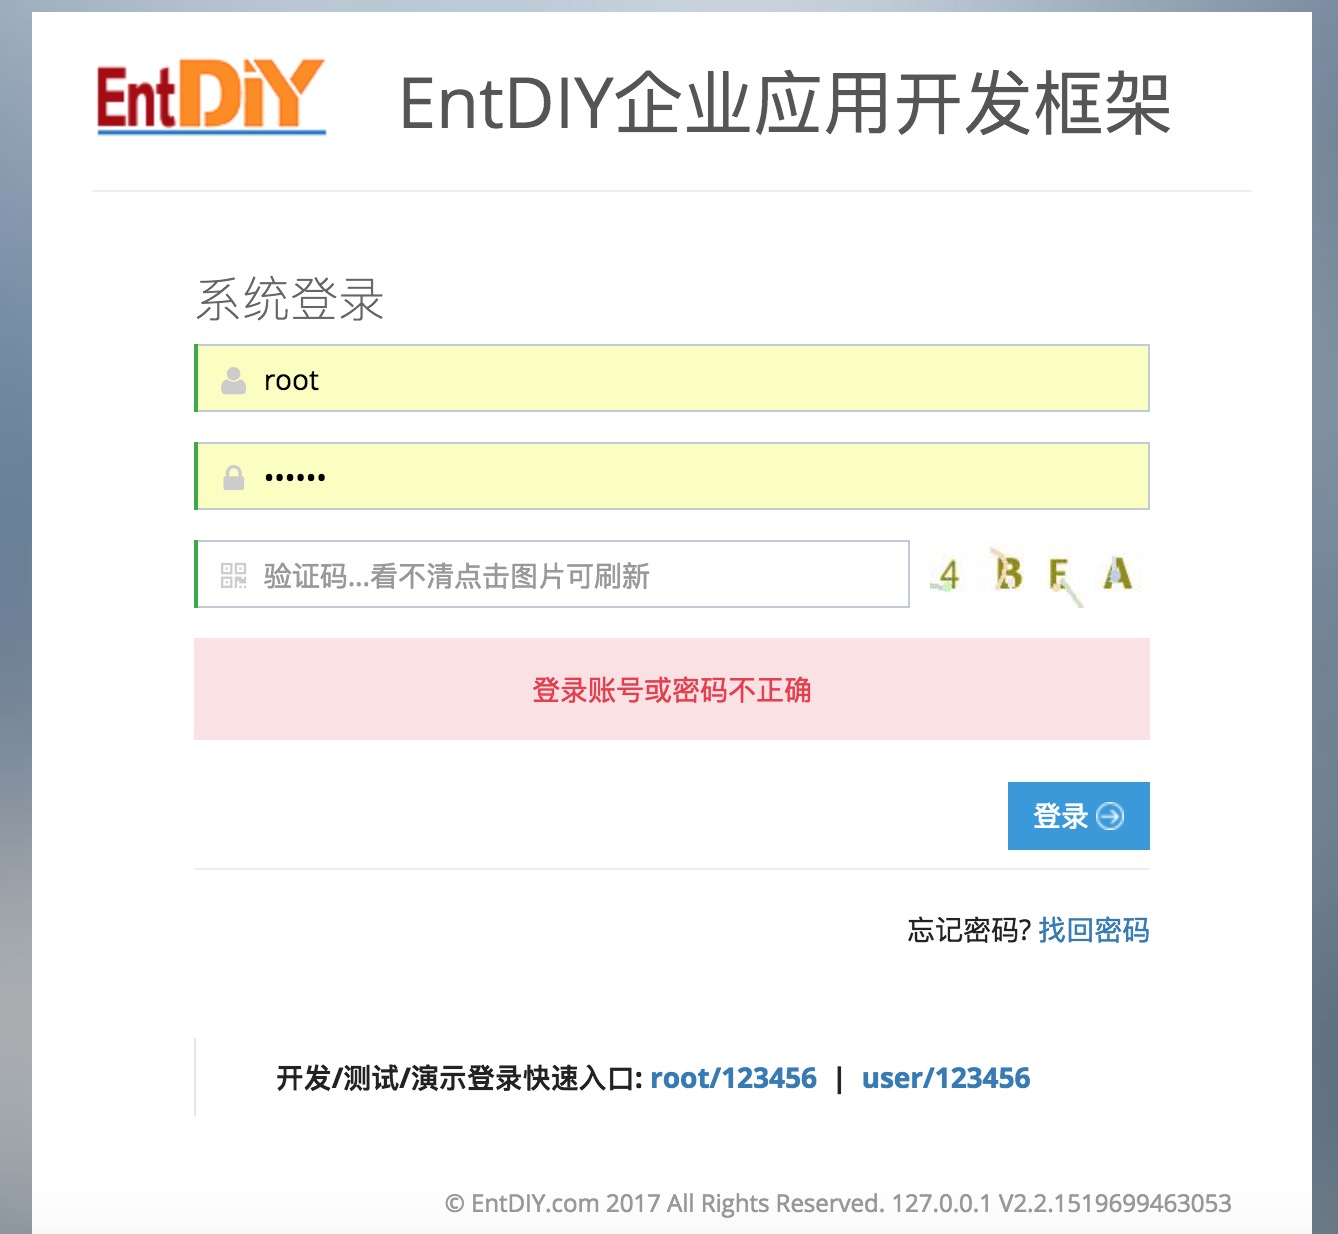 EntDiY
EntDIY企业应用开发框架
系统登录
root
••••••
验证码...看不清点击图片可刷新
4 B E A
登录账号或密码不正确
登录
忘记密码? 找回密码
开发/测试/演示登录快速入口: root/123456 | user/123456
© EntDIY.com 2017 All Rights Reserved. 127.0.0.1 V2.2.1519699463053